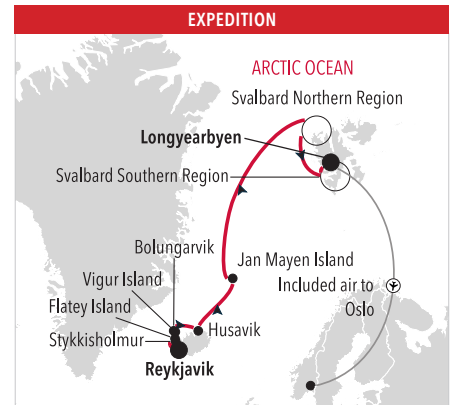 EXPEDITION
ARCTIC OCEAN
Svalbard Northern Region
Longyearbyen
Svalbard Southern Region
Bolungarvik
Jan Mayen Island
Vigur Island
Included air to
Oslo
Flatey Island
Husavik
Stykkisholmur
Reykjavik